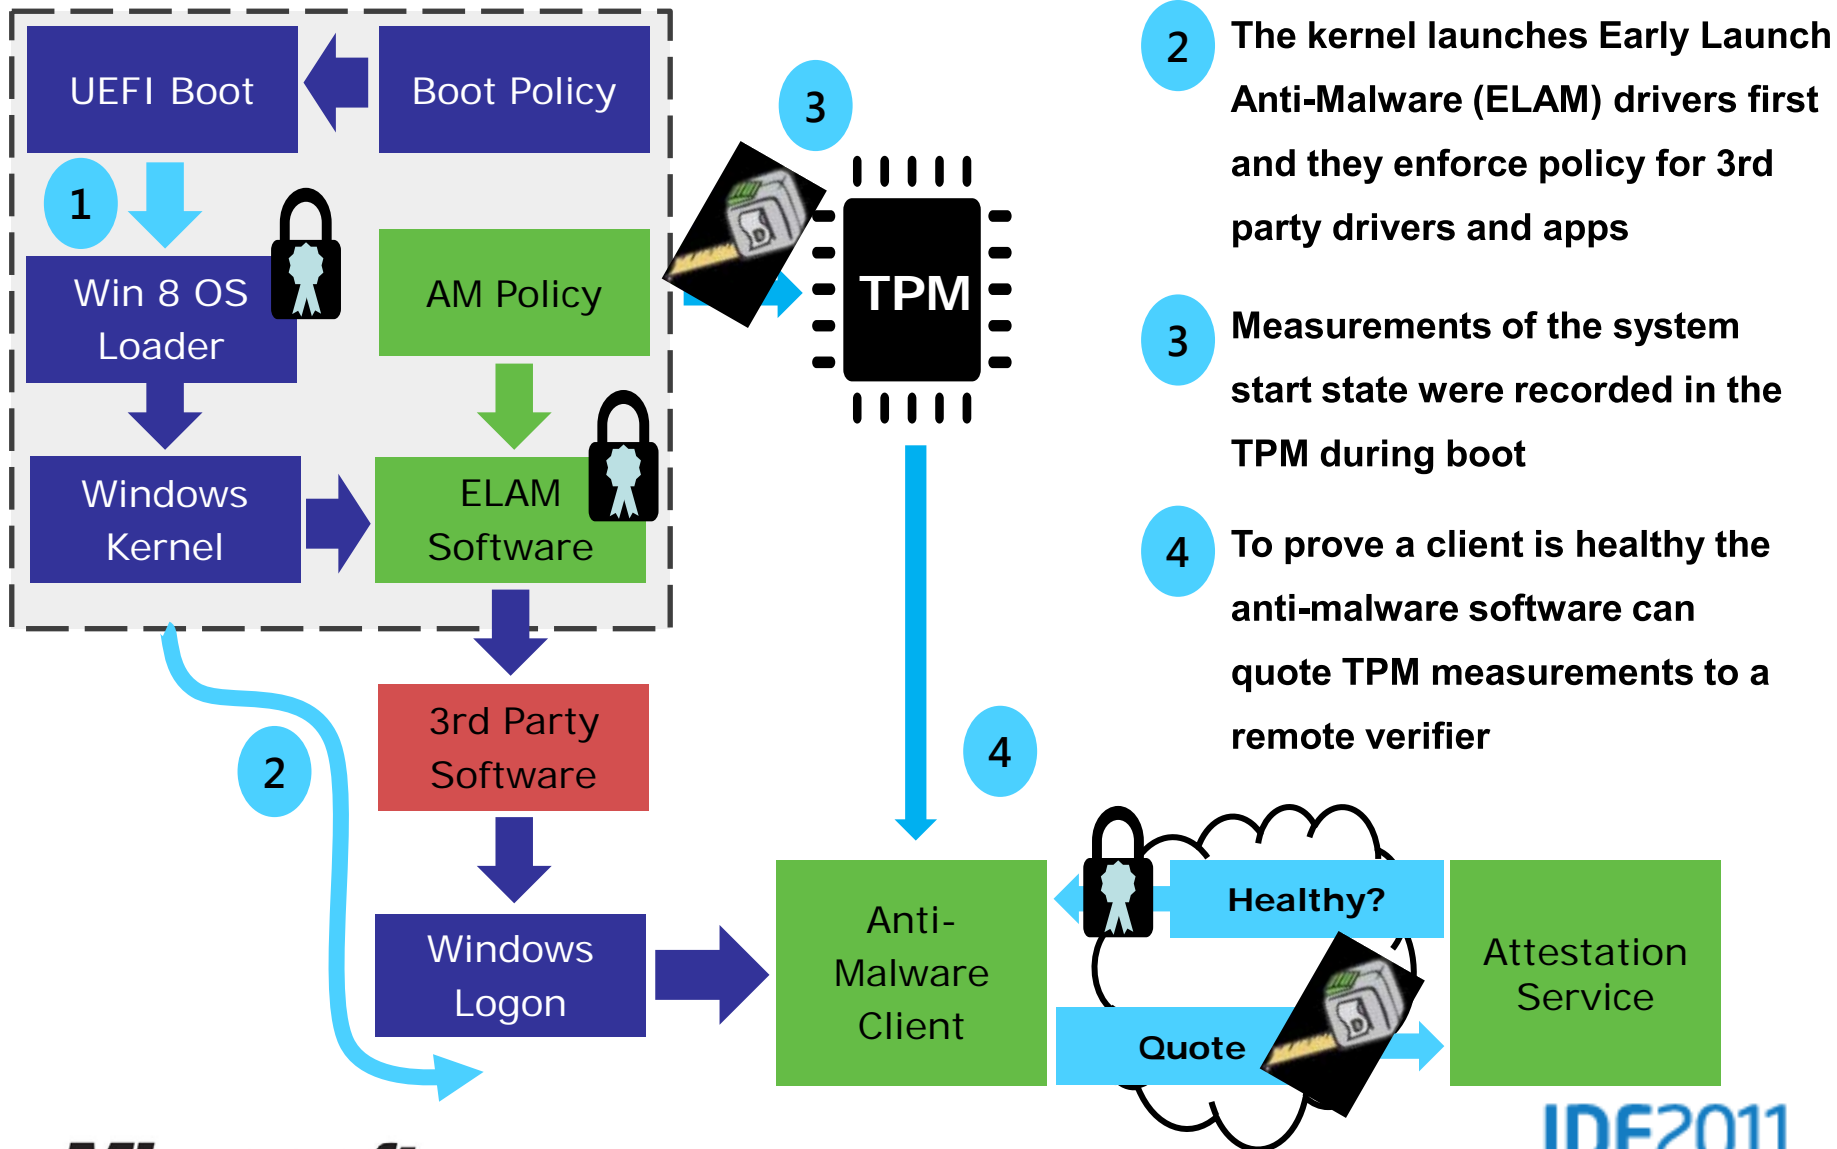 UEFI Boot
Boot Policy
1
Win 8 OS
Loader
AM Policy
Windows
Kernel
ELAM
Software
3
TPM
3rd Party
Software
2
Windows
Logon
4
Anti-
Malware
Client
Healthy?
Quote
Attestation
Service
2
The kernel launches Early Launch
Anti-Malware (ELAM) drivers first
and they enforce policy for 3rd
party drivers and apps
3
Measurements of the system
start state were recorded in the
TPM during boot
4
To prove a client is healthy the
anti-malware software can
quote TPM measurements to a
remote verifier
IDF2011